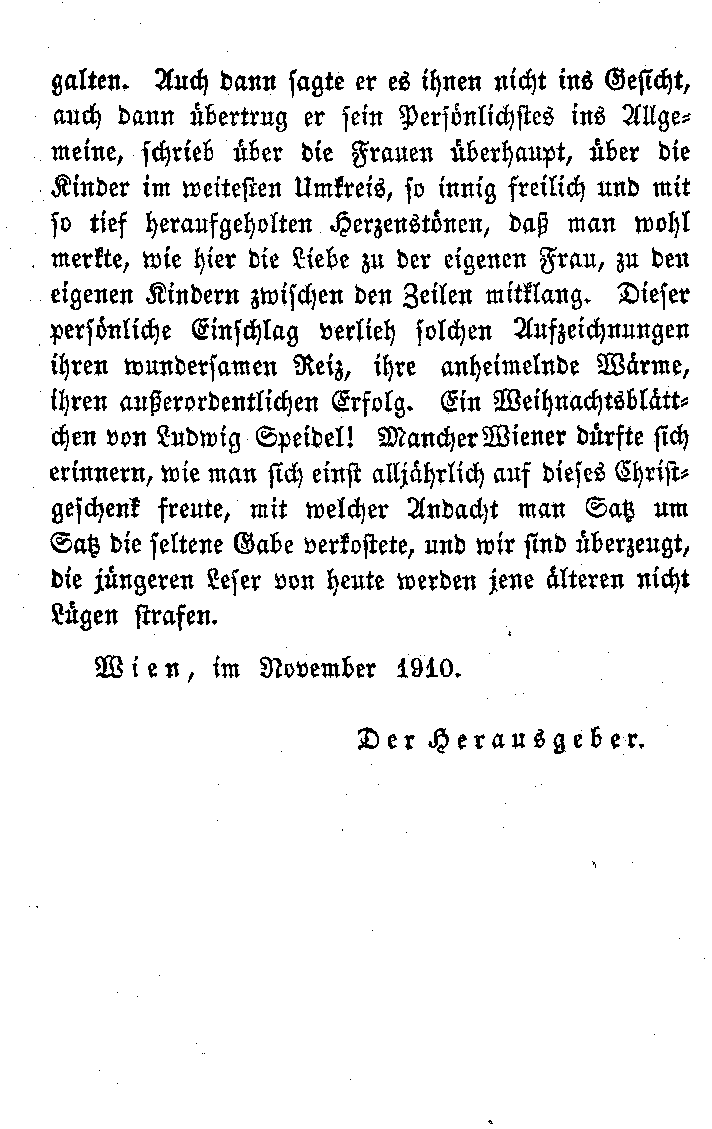 galten. Auch dann sagte er es ihnen nicht ins Gesicht,
auch dann übertrug er sein Persönlichstes ins Allge-
meine, schrieb über die Frauen überhaupt, über die
Kinder im weitesten Umkreis, so innig freilich und mit
so tief heraufgeholten Herzenstönen, daß man wohl
merkte, wie hier die Liebe zu der eigenen Frau, zu den
eigenen Kindern zwischen den Zeilen mitklang. Dieser
persönliche Einschlag verlieh solchen Aufzeichnungen
ihren wundersamen Reiz, ihre anheimelnde Wärme,
ihren außerordentlichen Erfolg. Ein Weihnachtsblätt-
chen von Ludwig Speidel! Mancher Wiener dürfte sich
erinnern, wie man sich einst alljährlich auf dieses Christ-
geschenk freute, mit welcher Andacht man Satz um
Satz die seltene Gabe verkostete, und wir sind überzeugt,
die jüngeren Leser von heute werden jene älteren nicht
Lügen strafen.
Wien, im November 1910.
Der Herausgeber.